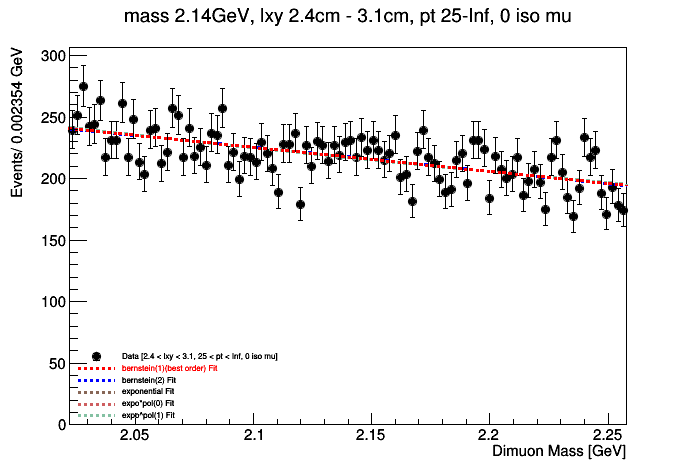 mass 2.14GeV, lxy 2.4cm - 3.1cm, pt 25-Inf, 0 iso mu
Events/ 0.002354 GeV
300
250
200
150
100
50
0
Data [2.4 < lxy < 3.1, 25 < pt < Inf, 0 iso mu]
bernstein(1)(best order) Fit
bernstein(2) Fit
exponential Fit
expo*pol(0) Fit
expo*pol(1) Fit
2.05
2.1
2.15
2.2
2.25
Dimuon Mass [GeV]